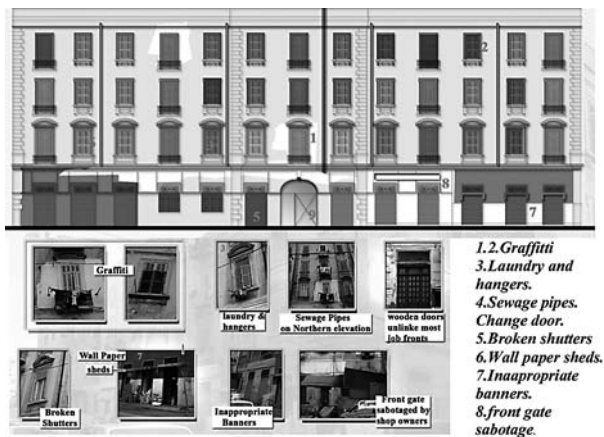 2
1
8
5
9
7
Graffiti
3
laundry &
hangers
Sewage Pipes
on Northern elevation
wooden doors
unlinke most
job fronts
1.2.Graffitti
3.Laundry and
hangers.
4.Sewage pipes.
Change door.
5.Broken shutters
6.Wall paper sheds.
7.Inaapropriate
banners.
8.front gate
sabotage.
Wall Paper
sheds
7
Broken
Shutters
Inappropriate
Banners
Front gate
sabotaged by
shop owners